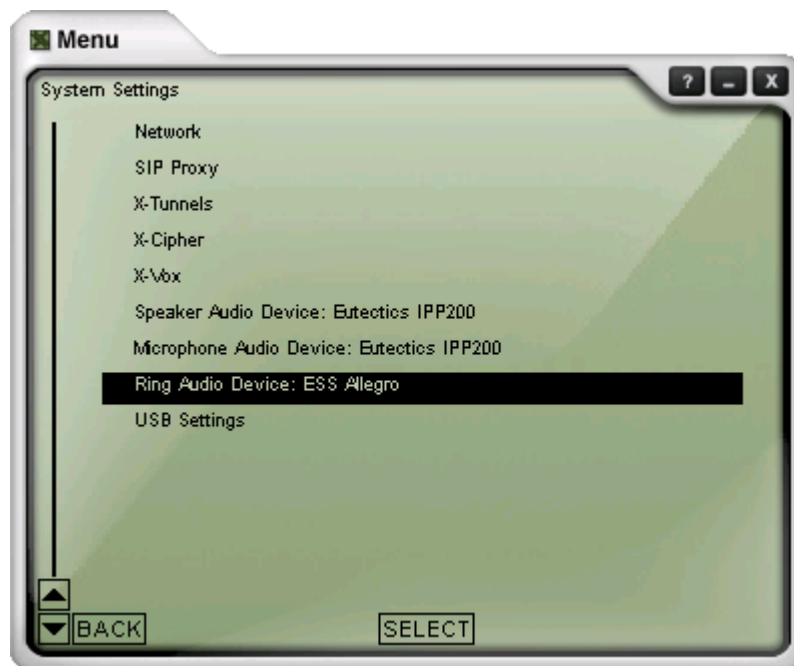 Menu
? - X
System Settings
Network
SIP Proxy
X-Tunnels
X-Cipher
X-Vox
Speaker Audio Device: Eutectics IPP200
Microphone Audio Device: Eutectics IPP200
Ring Audio Device: ESS Allegro
USB Settings
BACK SELECT